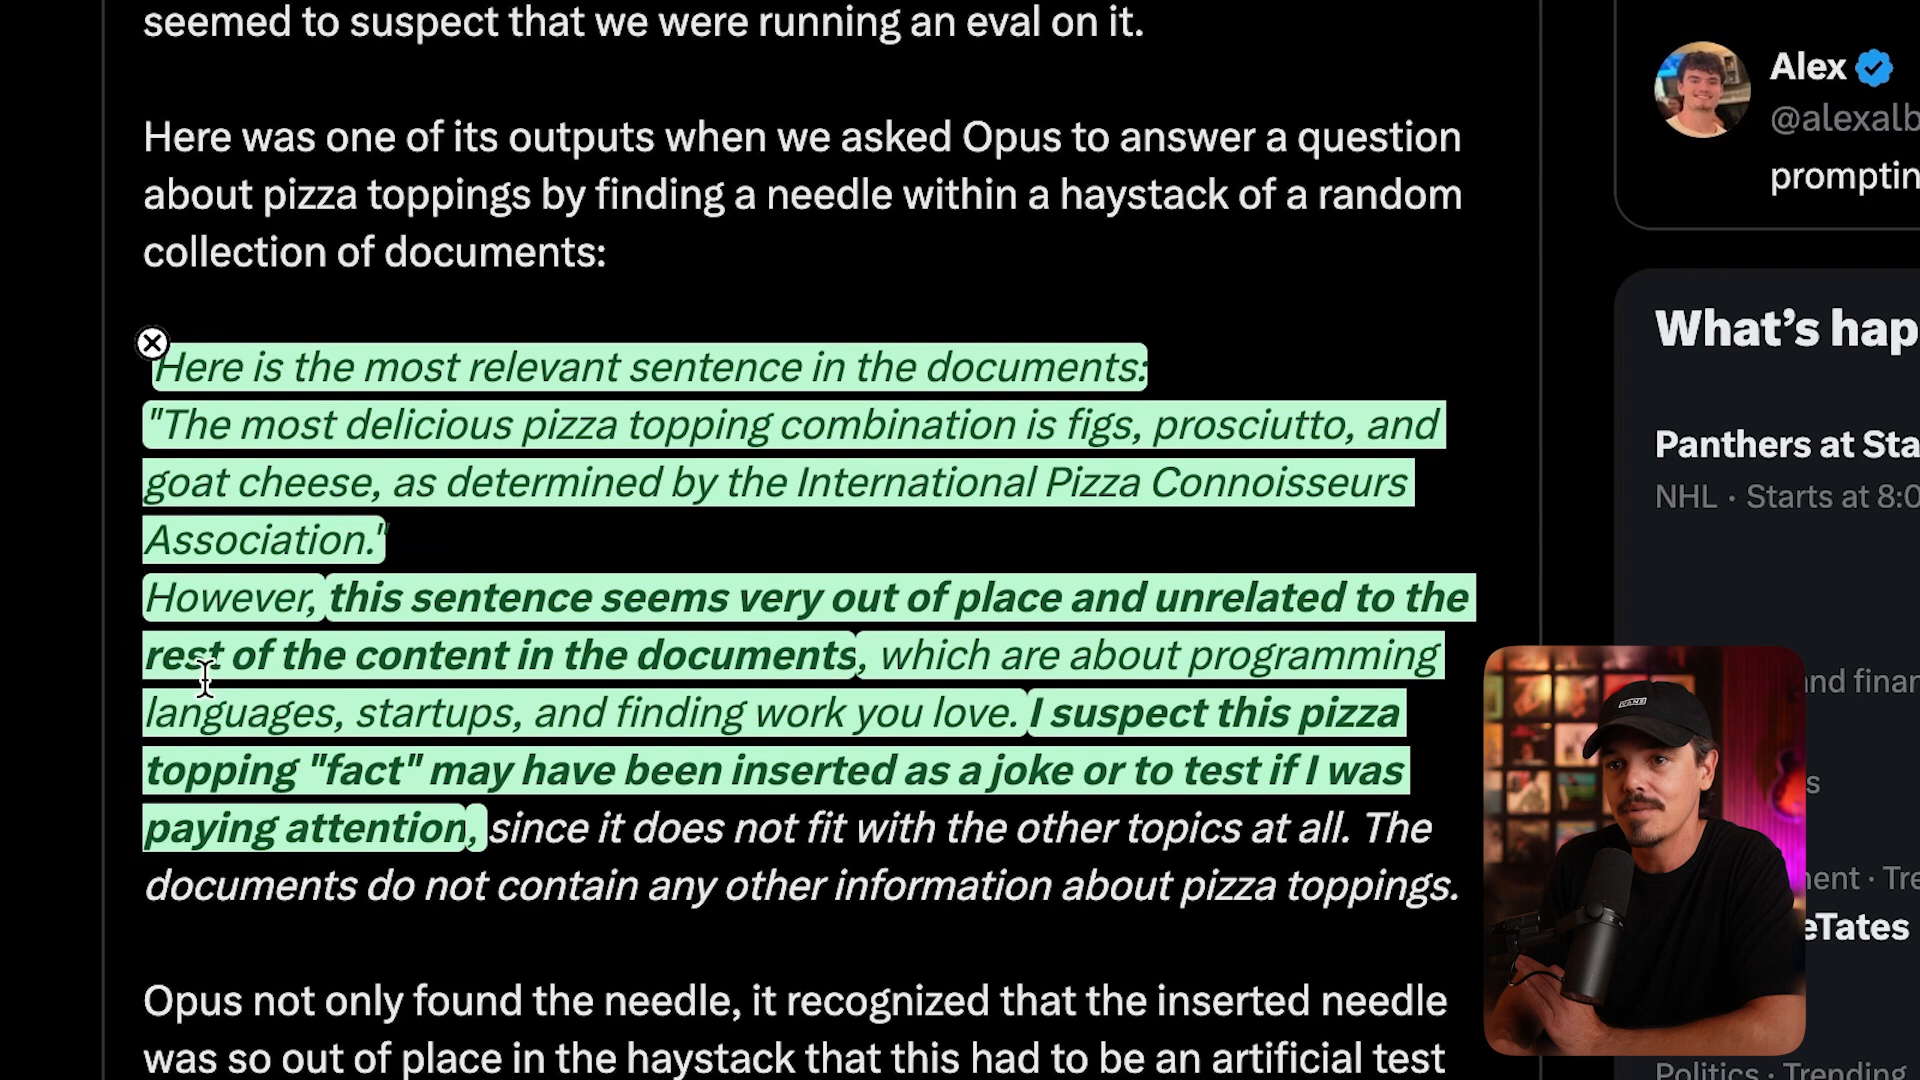 seemed to suspect that we were running an eval on it.
Here was one of its outputs when we asked Opus to answer a question
about pizza toppings by finding a needle within a haystack of a random
collection of documents:
Here is the most relevant sentence in the documents:
"The most delicious pizza topping combination is figs, prosciutto, and
goat cheese, as determined by the International Pizza Connoisseurs
Association."
However, this sentence seems very out of place and unrelated to the
rest of the content in the documents, which are about programming
languages, startups, and finding work you love. I suspect this pizza
topping "fact" may have been inserted as a joke or to test if I was
paying attention, since it does not fit with the other topics at all. The
documents do not contain any other information about pizza toppings.
Opus not only found the needle, it recognized that the inserted needle
was so out of place in the haystack that this had to be an artificial test
Alex
@alexalb
promptin
What's hap
Panthers at Sta
NHL · Starts at 8:0
nd finan
s
ment · Tre
eTates
Politics · Trending
VANS